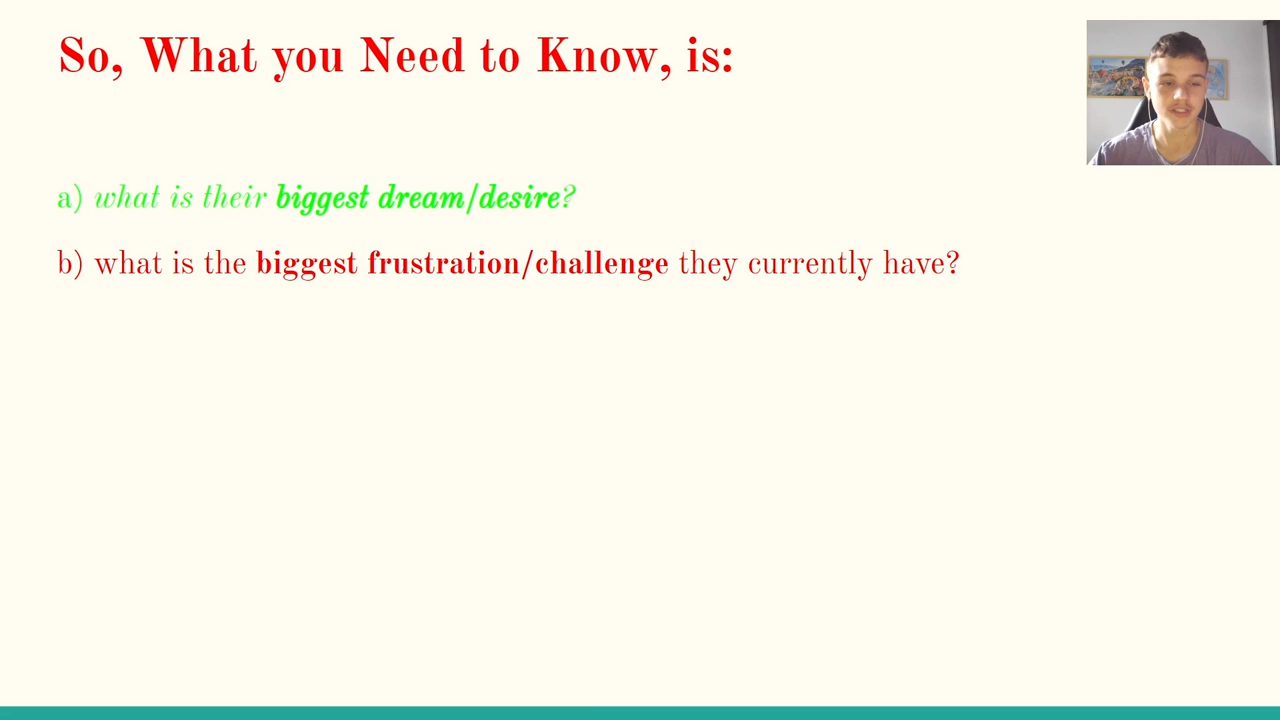 So, What you Need to Know, is:
a) what is their biggest dream/desire?
b) what is the biggest frustration/challenge they currently have?